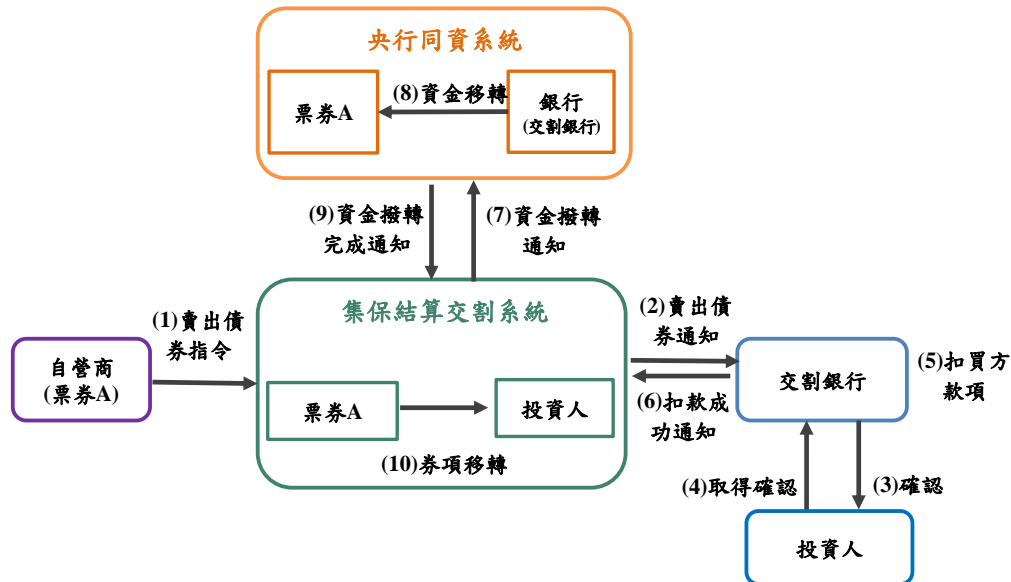 央行同資系統
票券A
(8)資金移轉
銀行
(交割銀行)
(9)資金撥轉
完成通知
(7)資金撥轉
通知
集保結算交割系統
(1)賣出債
券指令
自營商
(票券A)
票券A
投資人
(10)券項移轉
(2)賣出債
券通知
(6)扣款成
功通知
交割銀行
(5)扣買方
款項
(4)取得確認
(3)確認
投資人